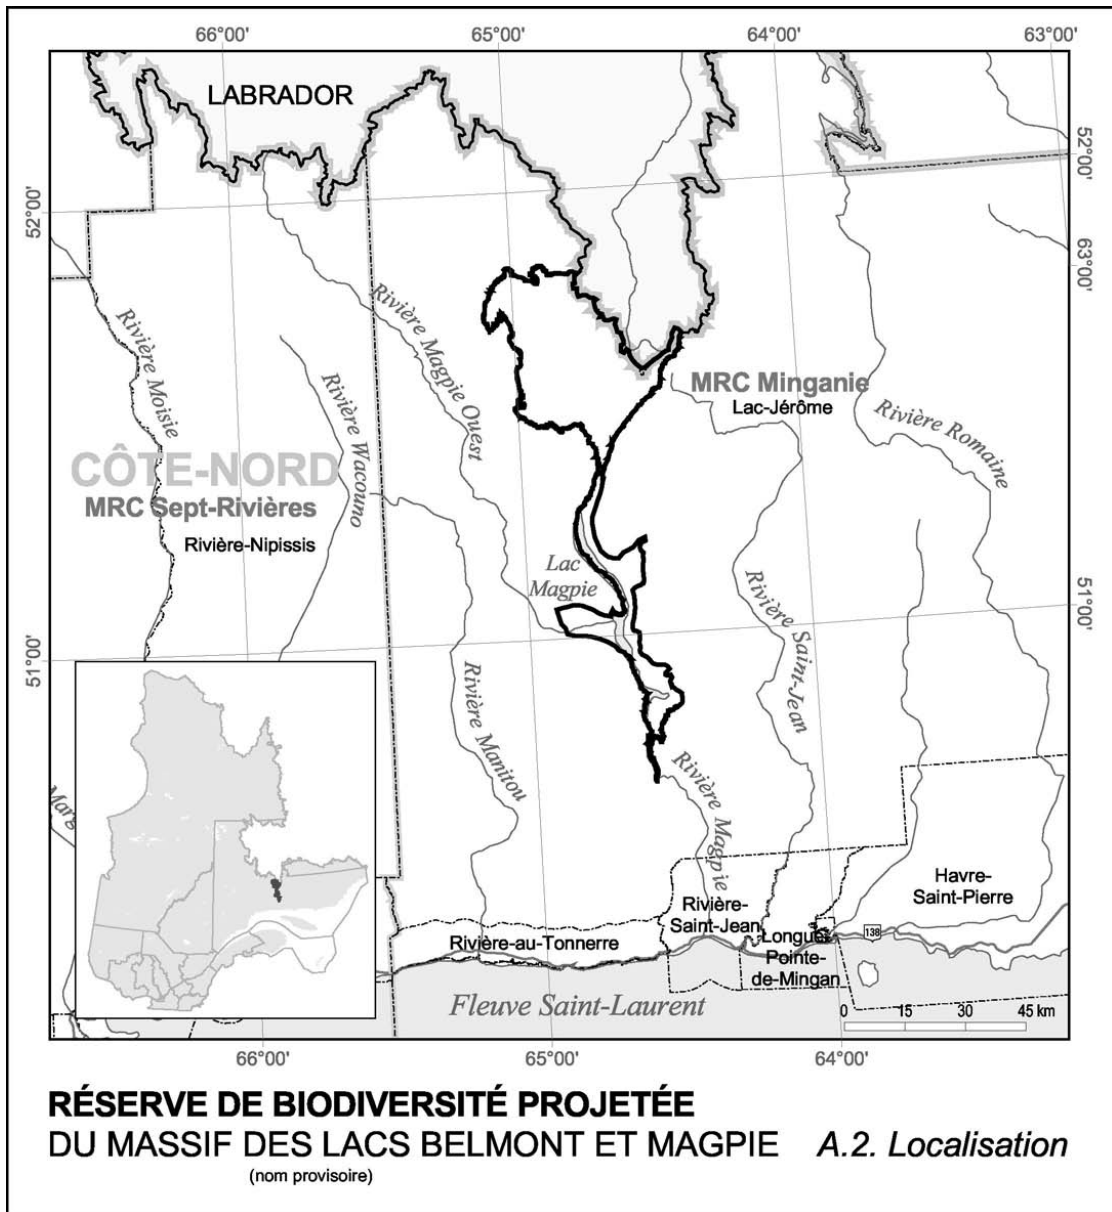 66°00' 65°00' 64°00' 63°00'
LABRADOR
52°00'
52°00'
63°00'
Rivière Moisie
Rivière Wacouno
Rivière Magpie Ouest
MRC Minganie
Lac-Jérôme
Rivière Romaine
CÔTE-NORD
MRC Sept-Rivières
Rivière-Nipissis
Lac
Magpie
Rivière Saint-Jean
51°00'
51°00'
Rivière Manitou
Rivière Magpie
Marg
Havre-
Saint-Pierre
Rivière-
Saint-Jean
Rivière-au-Tonnerre
Longue-
Pointe-
de-Mingan
138
Fleuve Saint-Laurent
0 15 30 45 km
66°00' 65°00' 64°00'
RÉSERVE DE BIODIVERSITÉ PROJETÉE
DU MASSIF DES LACS BELMONT ET MAGPIE A.2. Localisation
(nom provisoire)